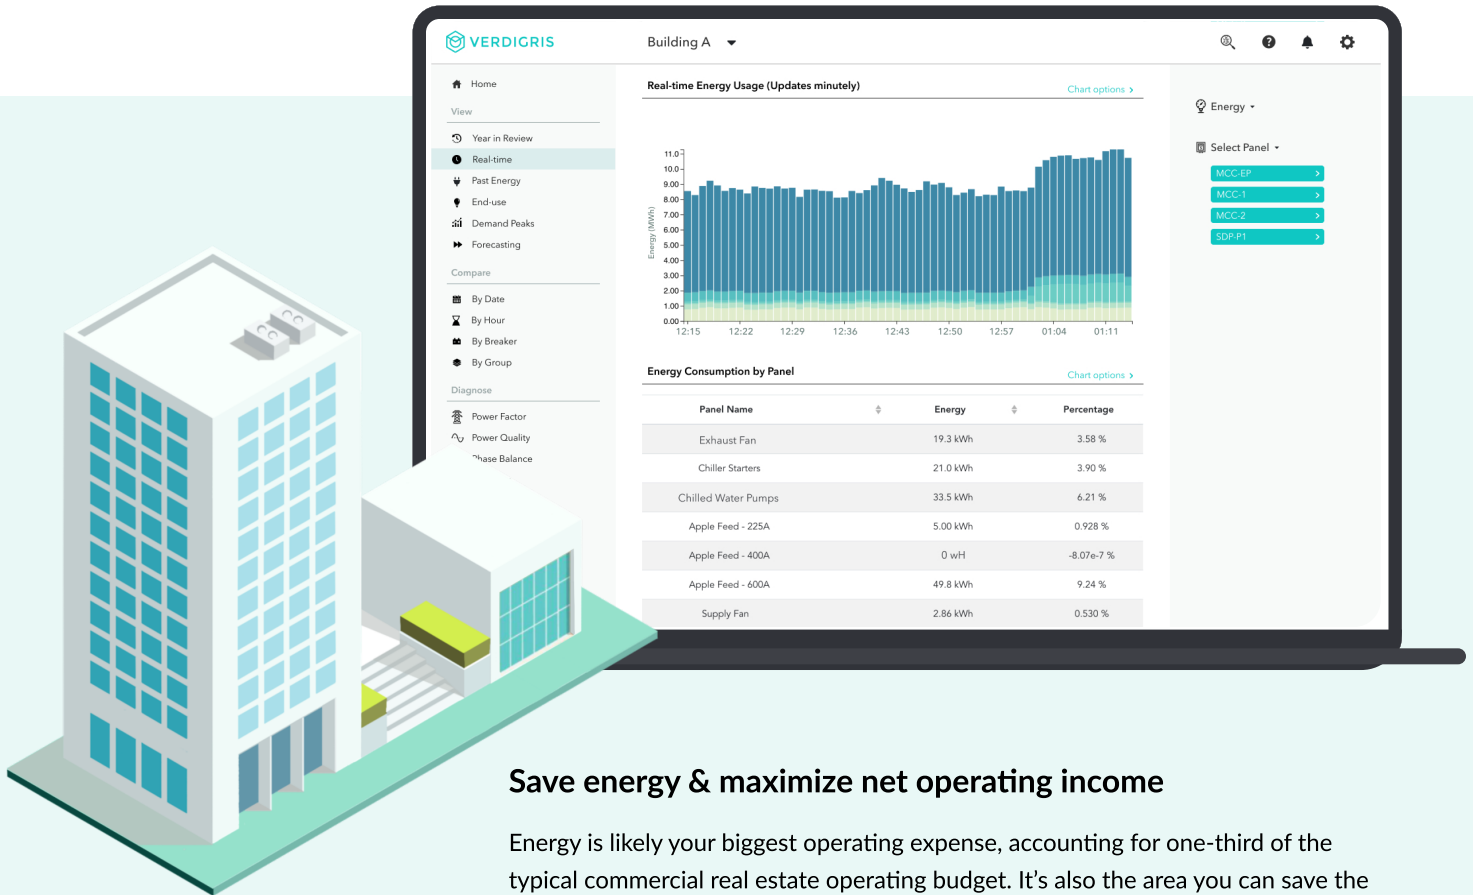 VERDIGRIS
Building A
Home
View
Year in Review
Real-time
Past Energy
End-use
Demand Peaks
Forecasting
Compare
By Date
By Hour
By Breaker
By Group
Diagnose
Power Factor
Power Quality
Phase Balance
Real-time Energy Usage (Updates minutely)
Chart options
Energy (MWh)
11.0
10.0
9.00
8.00
7.00
6.00
5.00
4.00
3.00
2.00
1.00
0.00
12:15 12:22 12:29 12:36 12:43 12:50 12:57 01:04 01:11
Energy Consumption by Panel
Chart options
Panel Name Energy Percentage
Exhaust Fan 19.3 kWh 3.58 %
Chiller Starters 21.0 kWh 3.90 %
Chilled Water Pumps 33.5 kWh 6.21 %
Apple Feed - 225A 5.00 kWh 0.928 %
Apple Feed - 400A 0 wH -8.07e-7 %
Apple Feed - 600A 49.8 kWh 9.24 %
Supply Fan 2.86 kWh 0.530 %
Energy
Select Panel
MCC-EP
MCC-1
MCC-2
SDP-P1
Save energy & maximize net operating income
Energy is likely your biggest operating expense, accounting for one-third of the
typical commercial real estate operating budget. It’s also the area you can save the